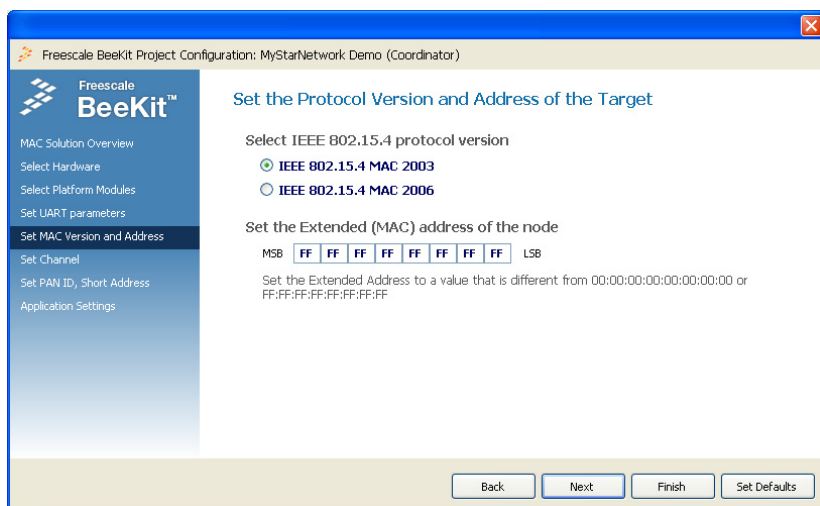 Freescale BeeKit Project Configuration: MyStarNetwork Demo (Coordinator)
Freescale
BeeKit™
MAC Solution Overview
Select Hardware
Select Platform Modules
Set UART parameters
Set MAC Version and Address
Set Channel
Set PAN ID, Short Address
Application Settings
Set the Protocol Version and Address of the Target
Select IEEE 802.15.4 protocol version
IEEE 802.15.4 MAC 2003
IEEE 802.15.4 MAC 2006
Set the Extended (MAC) address of the node
MSB FF FF FF FF FF FF FF FF LSB
Set the Extended Address to a value that is different from 00:00:00:00:00:00:00:00 or
FF:FF:FF:FF:FF:FF:FF:FF
Back Next Finish Set Defaults